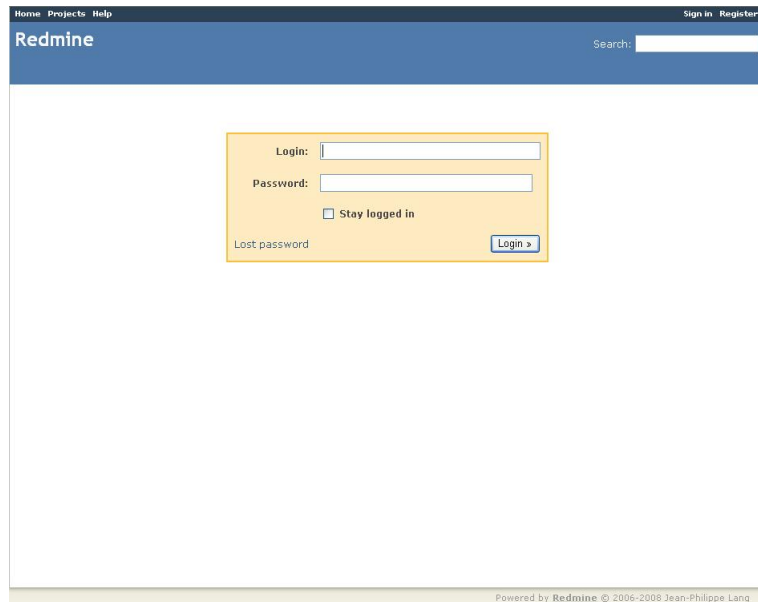 Home Projects Help Sign in Register
Redmine
Search:
Login:
Password:
Stay logged in
Lost password Login »
Powered by Redmine © 2006-2008 Jean-Philippe Lang